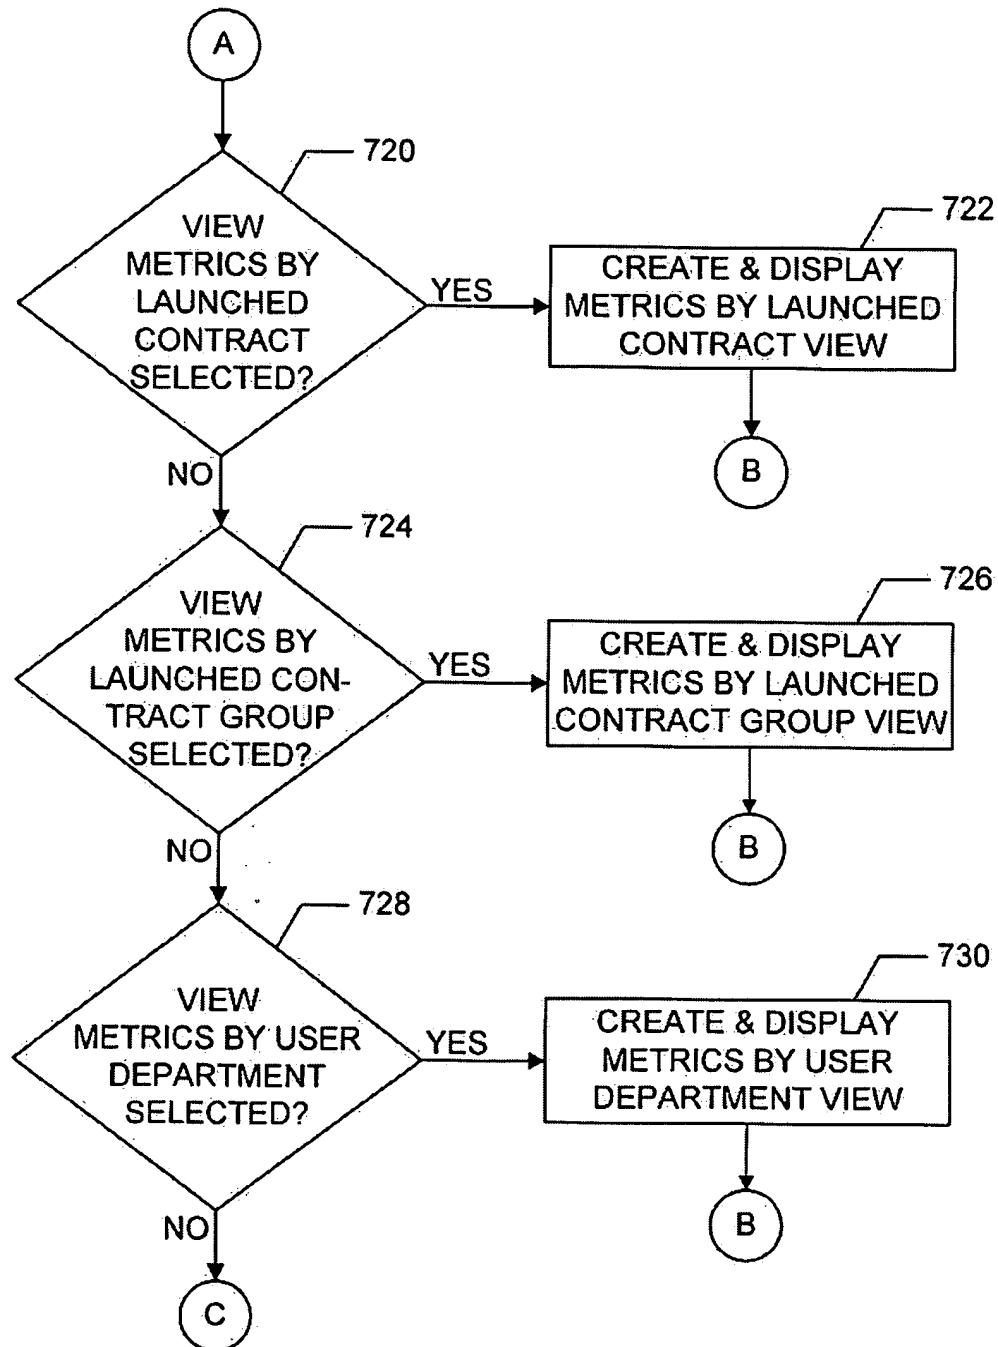 A
720
VIEW
METRICS BY
LAUNCHED
CONTRACT
SELECTED?
YES
722
CREATE & DISPLAY
METRICS BY LAUNCHED
CONTRACT VIEW
B
NO
724
VIEW
METRICS BY
LAUNCHED CON-
TRACT GROUP
SELECTED?
YES
726
CREATE & DISPLAY
METRICS BY LAUNCHED
CONTRACT GROUP VIEW
B
NO
728
VIEW
METRICS BY USER
DEPARTMENT
SELECTED?
YES
730
CREATE & DISPLAY
METRICS BY USER
DEPARTMENT VIEW
B
NO
C